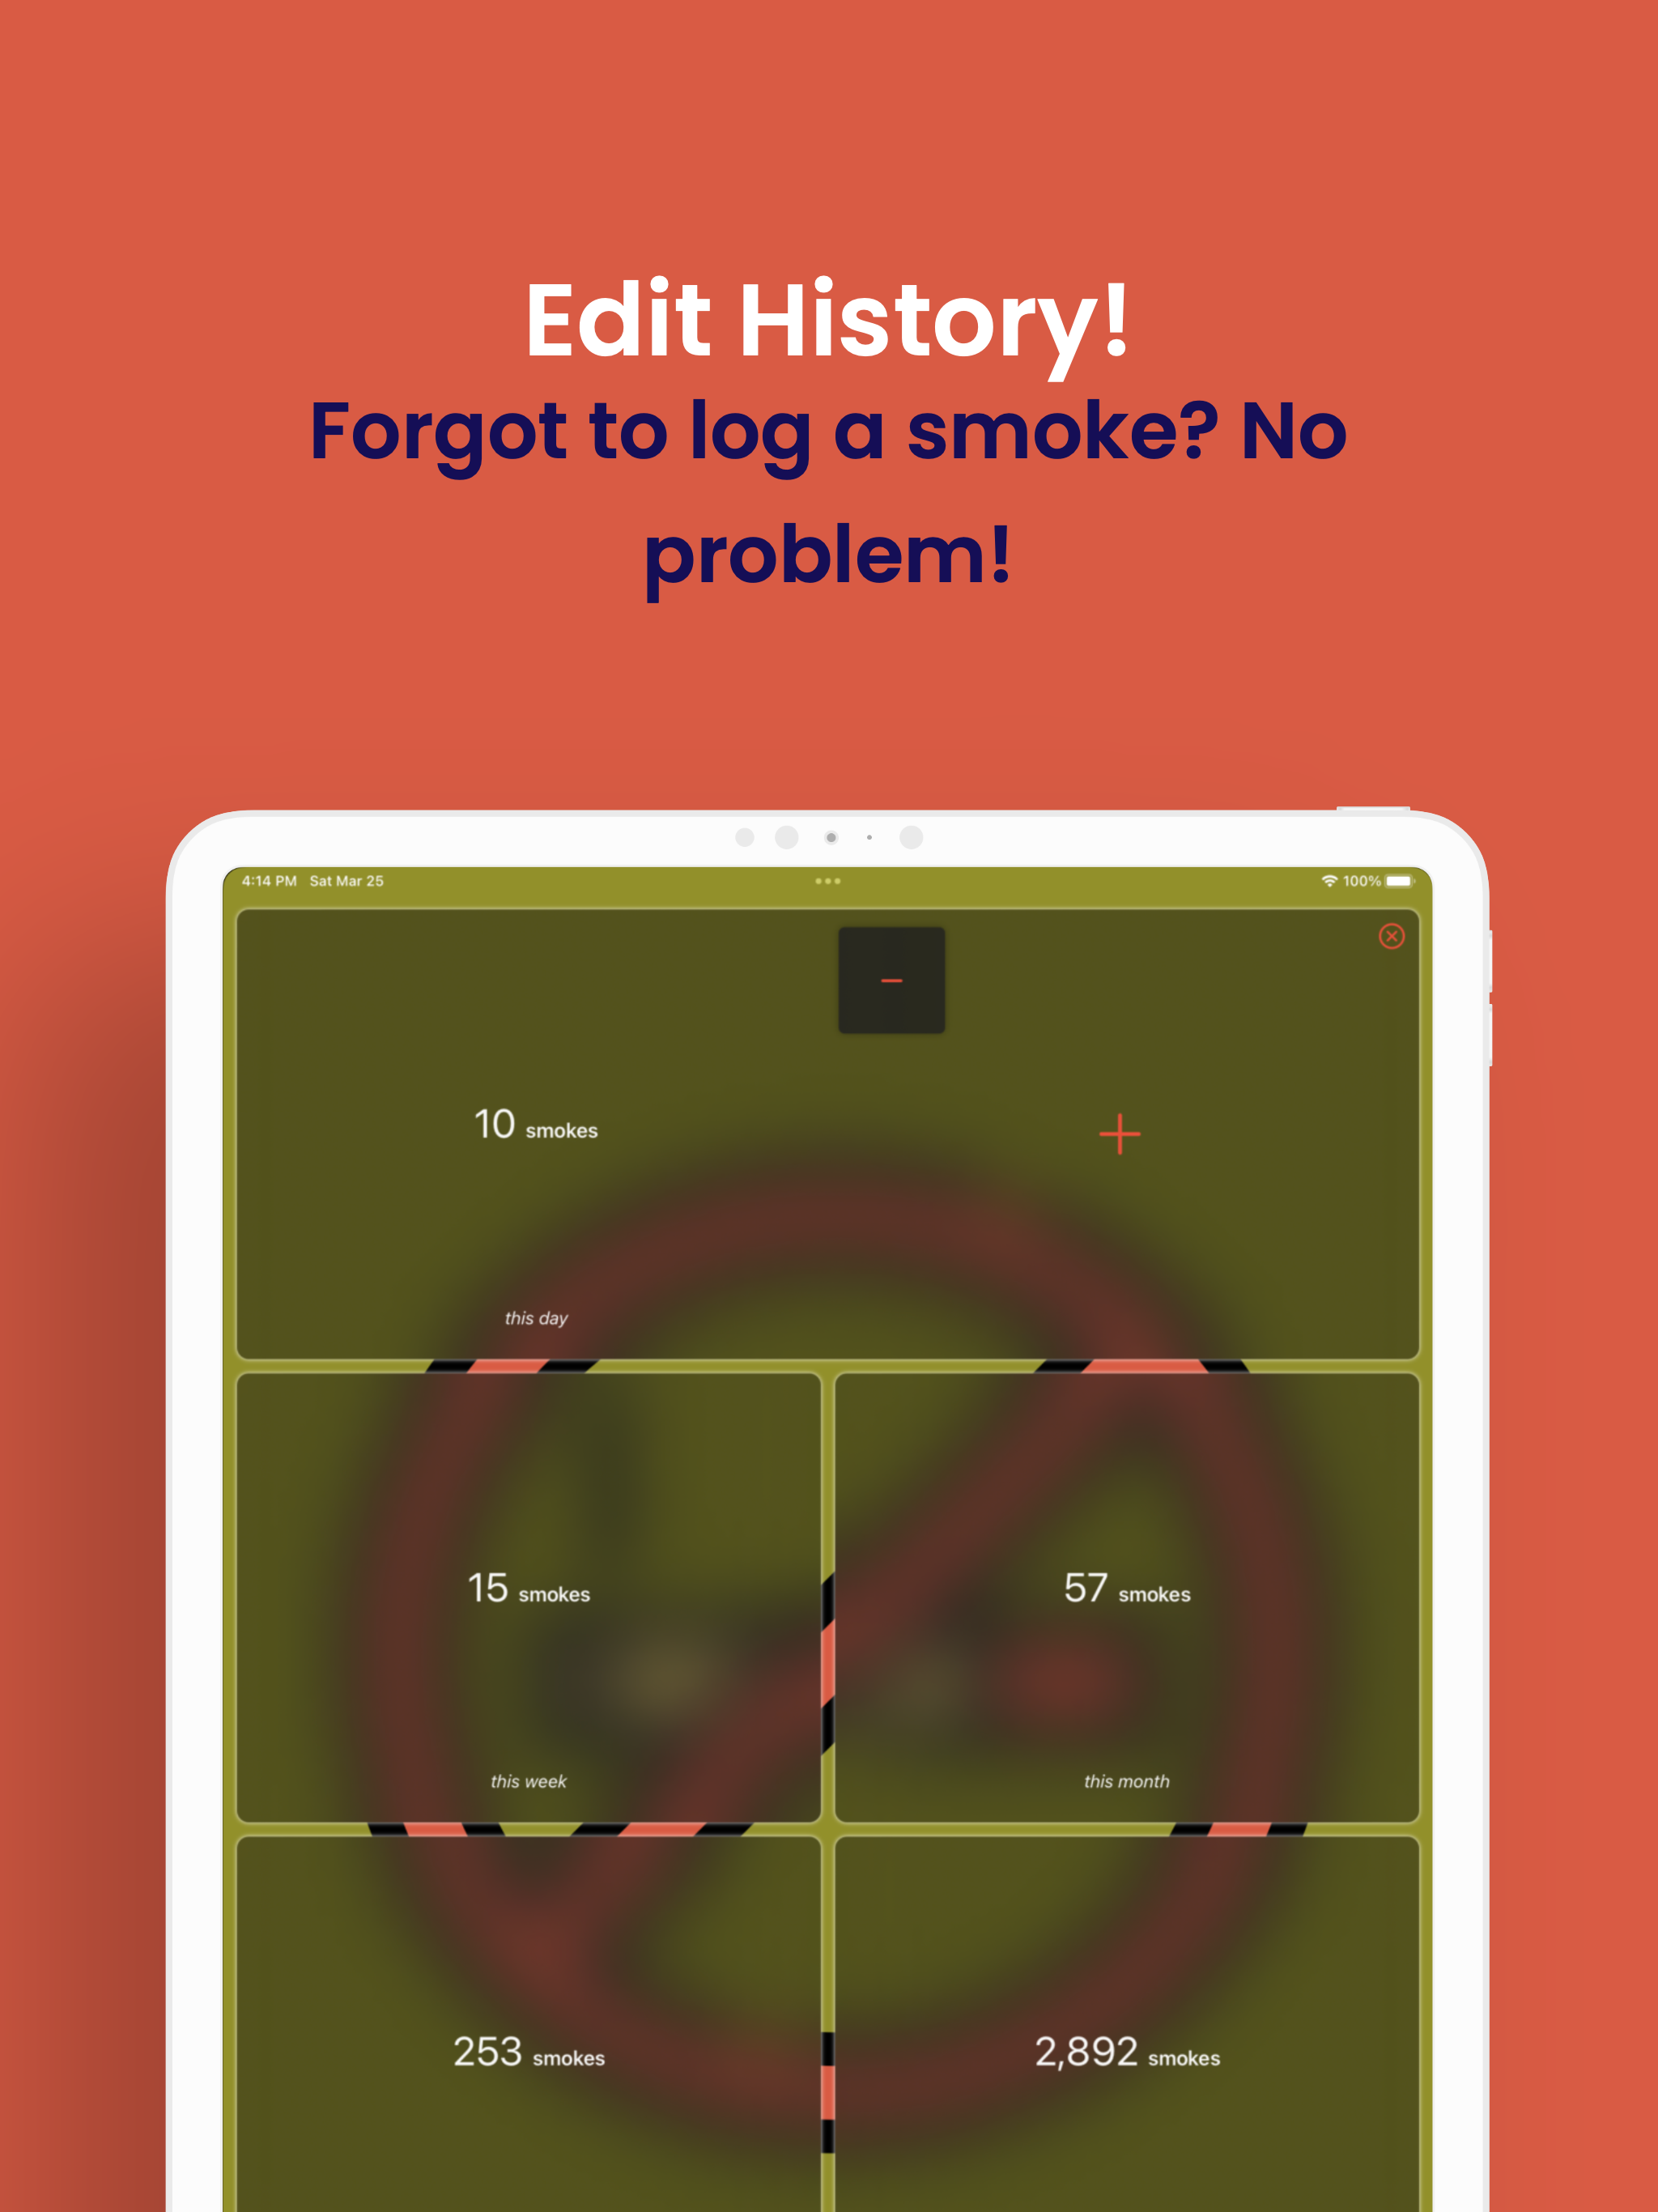 Edit History!
Forgot to log a smoke? No
problem!
4:14 PM Sat Mar 25
100%
10 smokes
this day
15 smokes
57 smokes
this week
this month
253 smokes
2,892 smokes